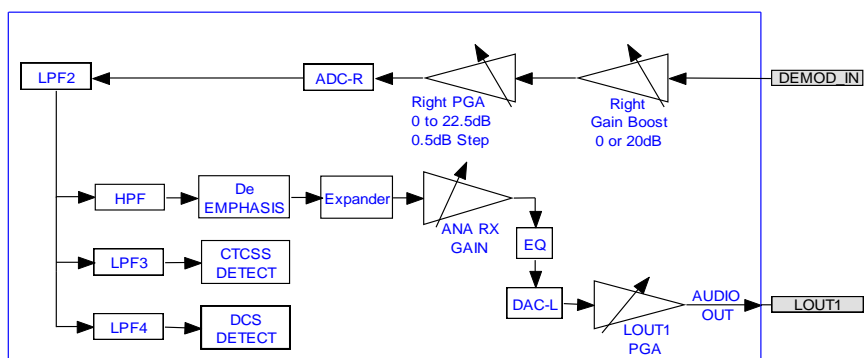 LPF2
ADC-R
Right PGA
0 to 22.5dB
0.5dB Step
Right
Gain Boost
0 or 20dB
DEMOD_IN
HPF
De
EMPHASIS
Expander
ANA RX
GAIN
EQ
LPF3
CTCSS
DETECT
DAC-L
LOUT1
PGA
AUDIO
OUT
LOUT1
LPF4
DCS
DETECT